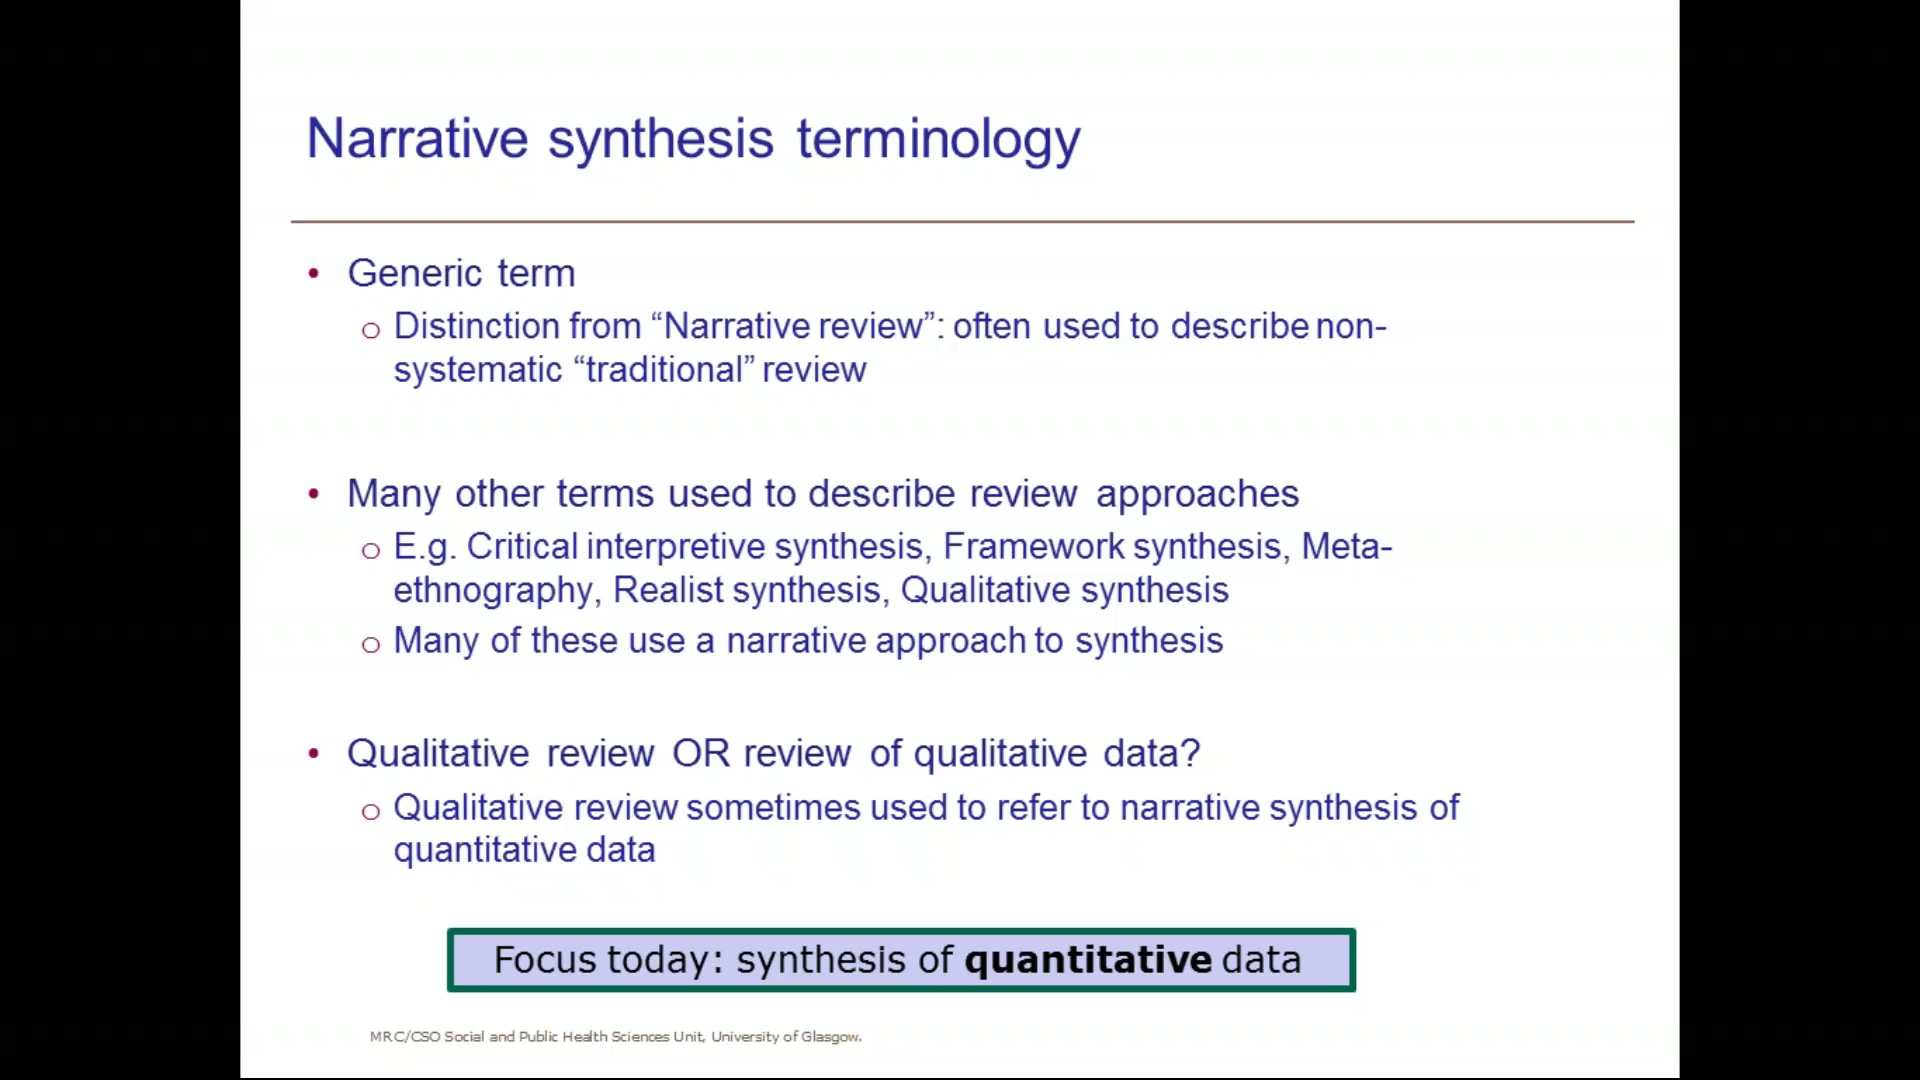 Narrative synthesis terminology
• Generic term
o Distinction from “Narrative review”: often used to describe non-
systematic “traditional” review
• Many other terms used to describe review approaches
o E.g. Critical interpretive synthesis, Framework synthesis, Meta-
ethnography, Realist synthesis, Qualitative synthesis
o Many of these use a narrative approach to synthesis
• Qualitative review OR review of qualitative data?
o Qualitative review sometimes used to refer to narrative synthesis of
quantitative data
Focus today: synthesis of quantitative data
MRC/CSO Social and Public Health Sciences Unit, University of Glasgow.